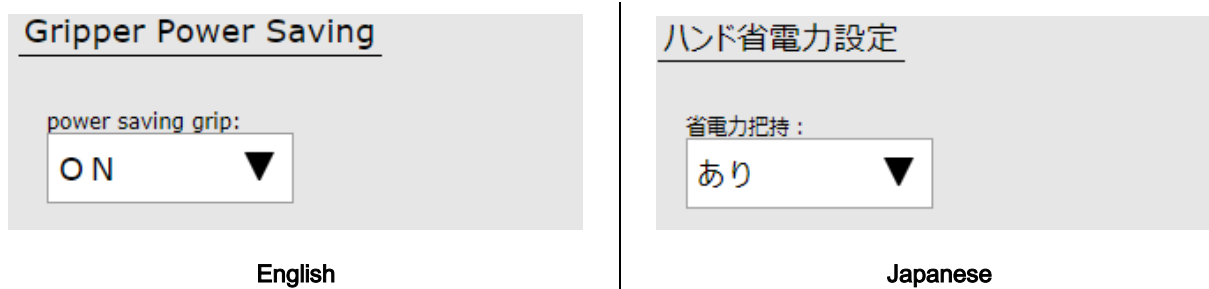 Gripper Power Saving
power saving grip:
ON
English
ハンド省電力設定
省電力把持：
あり
Japanese